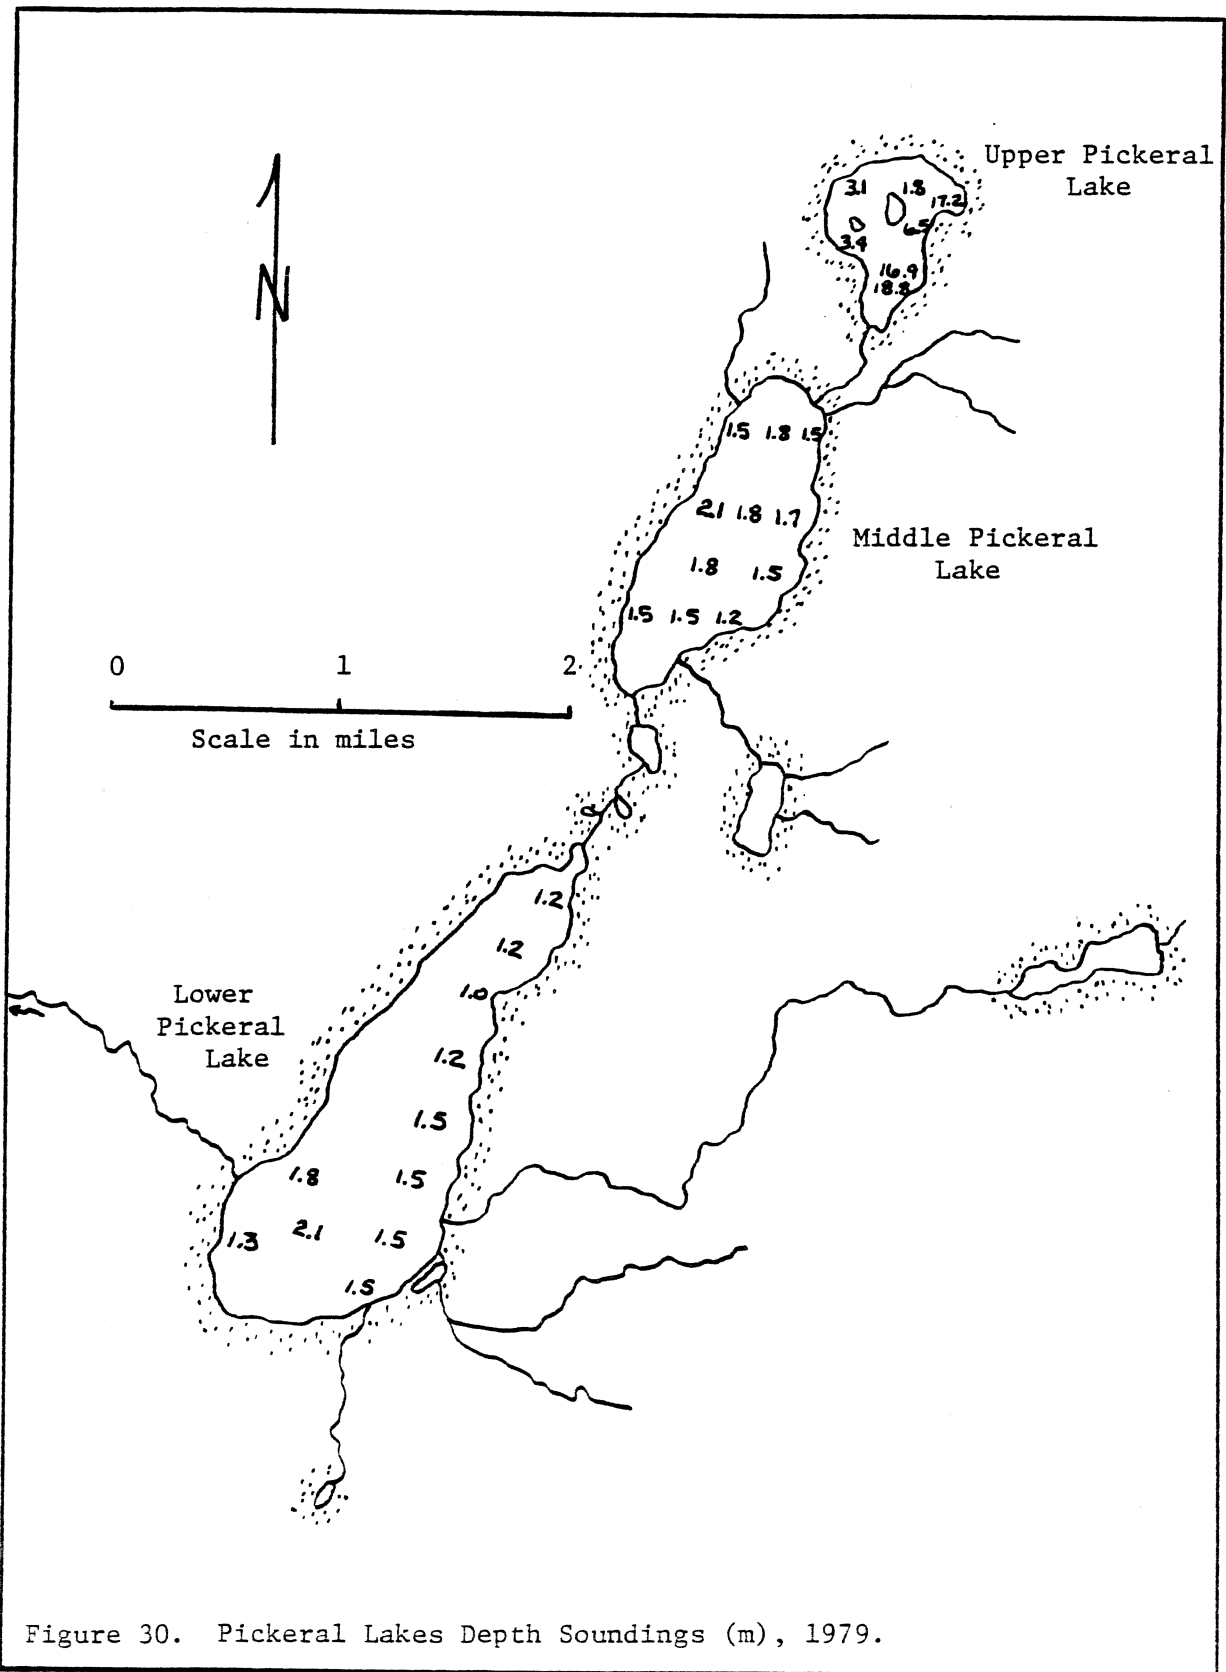 Upper Pickeral
Lake
3.1 1.8
17.2
6.5
3.4
16.9
18.8
N
1.5 1.8 1.5
2.1 1.8 1.7
Middle Pickeral
Lake
1.8 1.5
1.5 1.5 1.2
0 1 2
Scale in miles
1.2
1.2
1.0
Lower
Pickeral
Lake
1.2
1.5
1.8 1.5
1.3 2.1 1.5
1.5
Figure 30. Pickeral Lakes Depth Soundings (m), 1979.